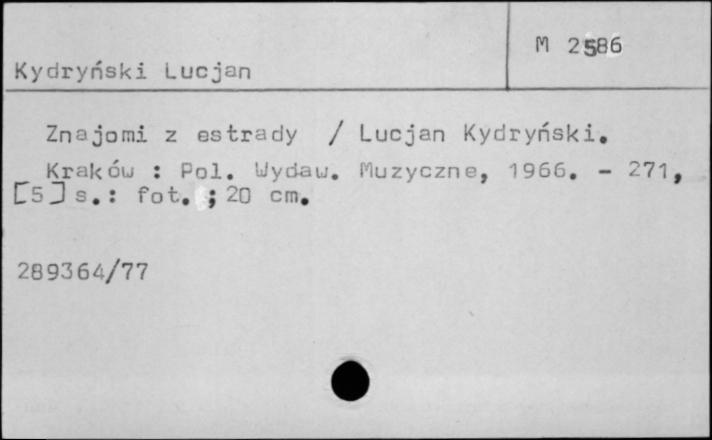 M 2586
Kydryński Lucjan
Znajomi z estrady / Lucjan Kydryński.
Kraków : Pol. Wydaw. Muzyczne, 1966. - 271,
[5] s.: fot. ; 20 cm.
289364/77